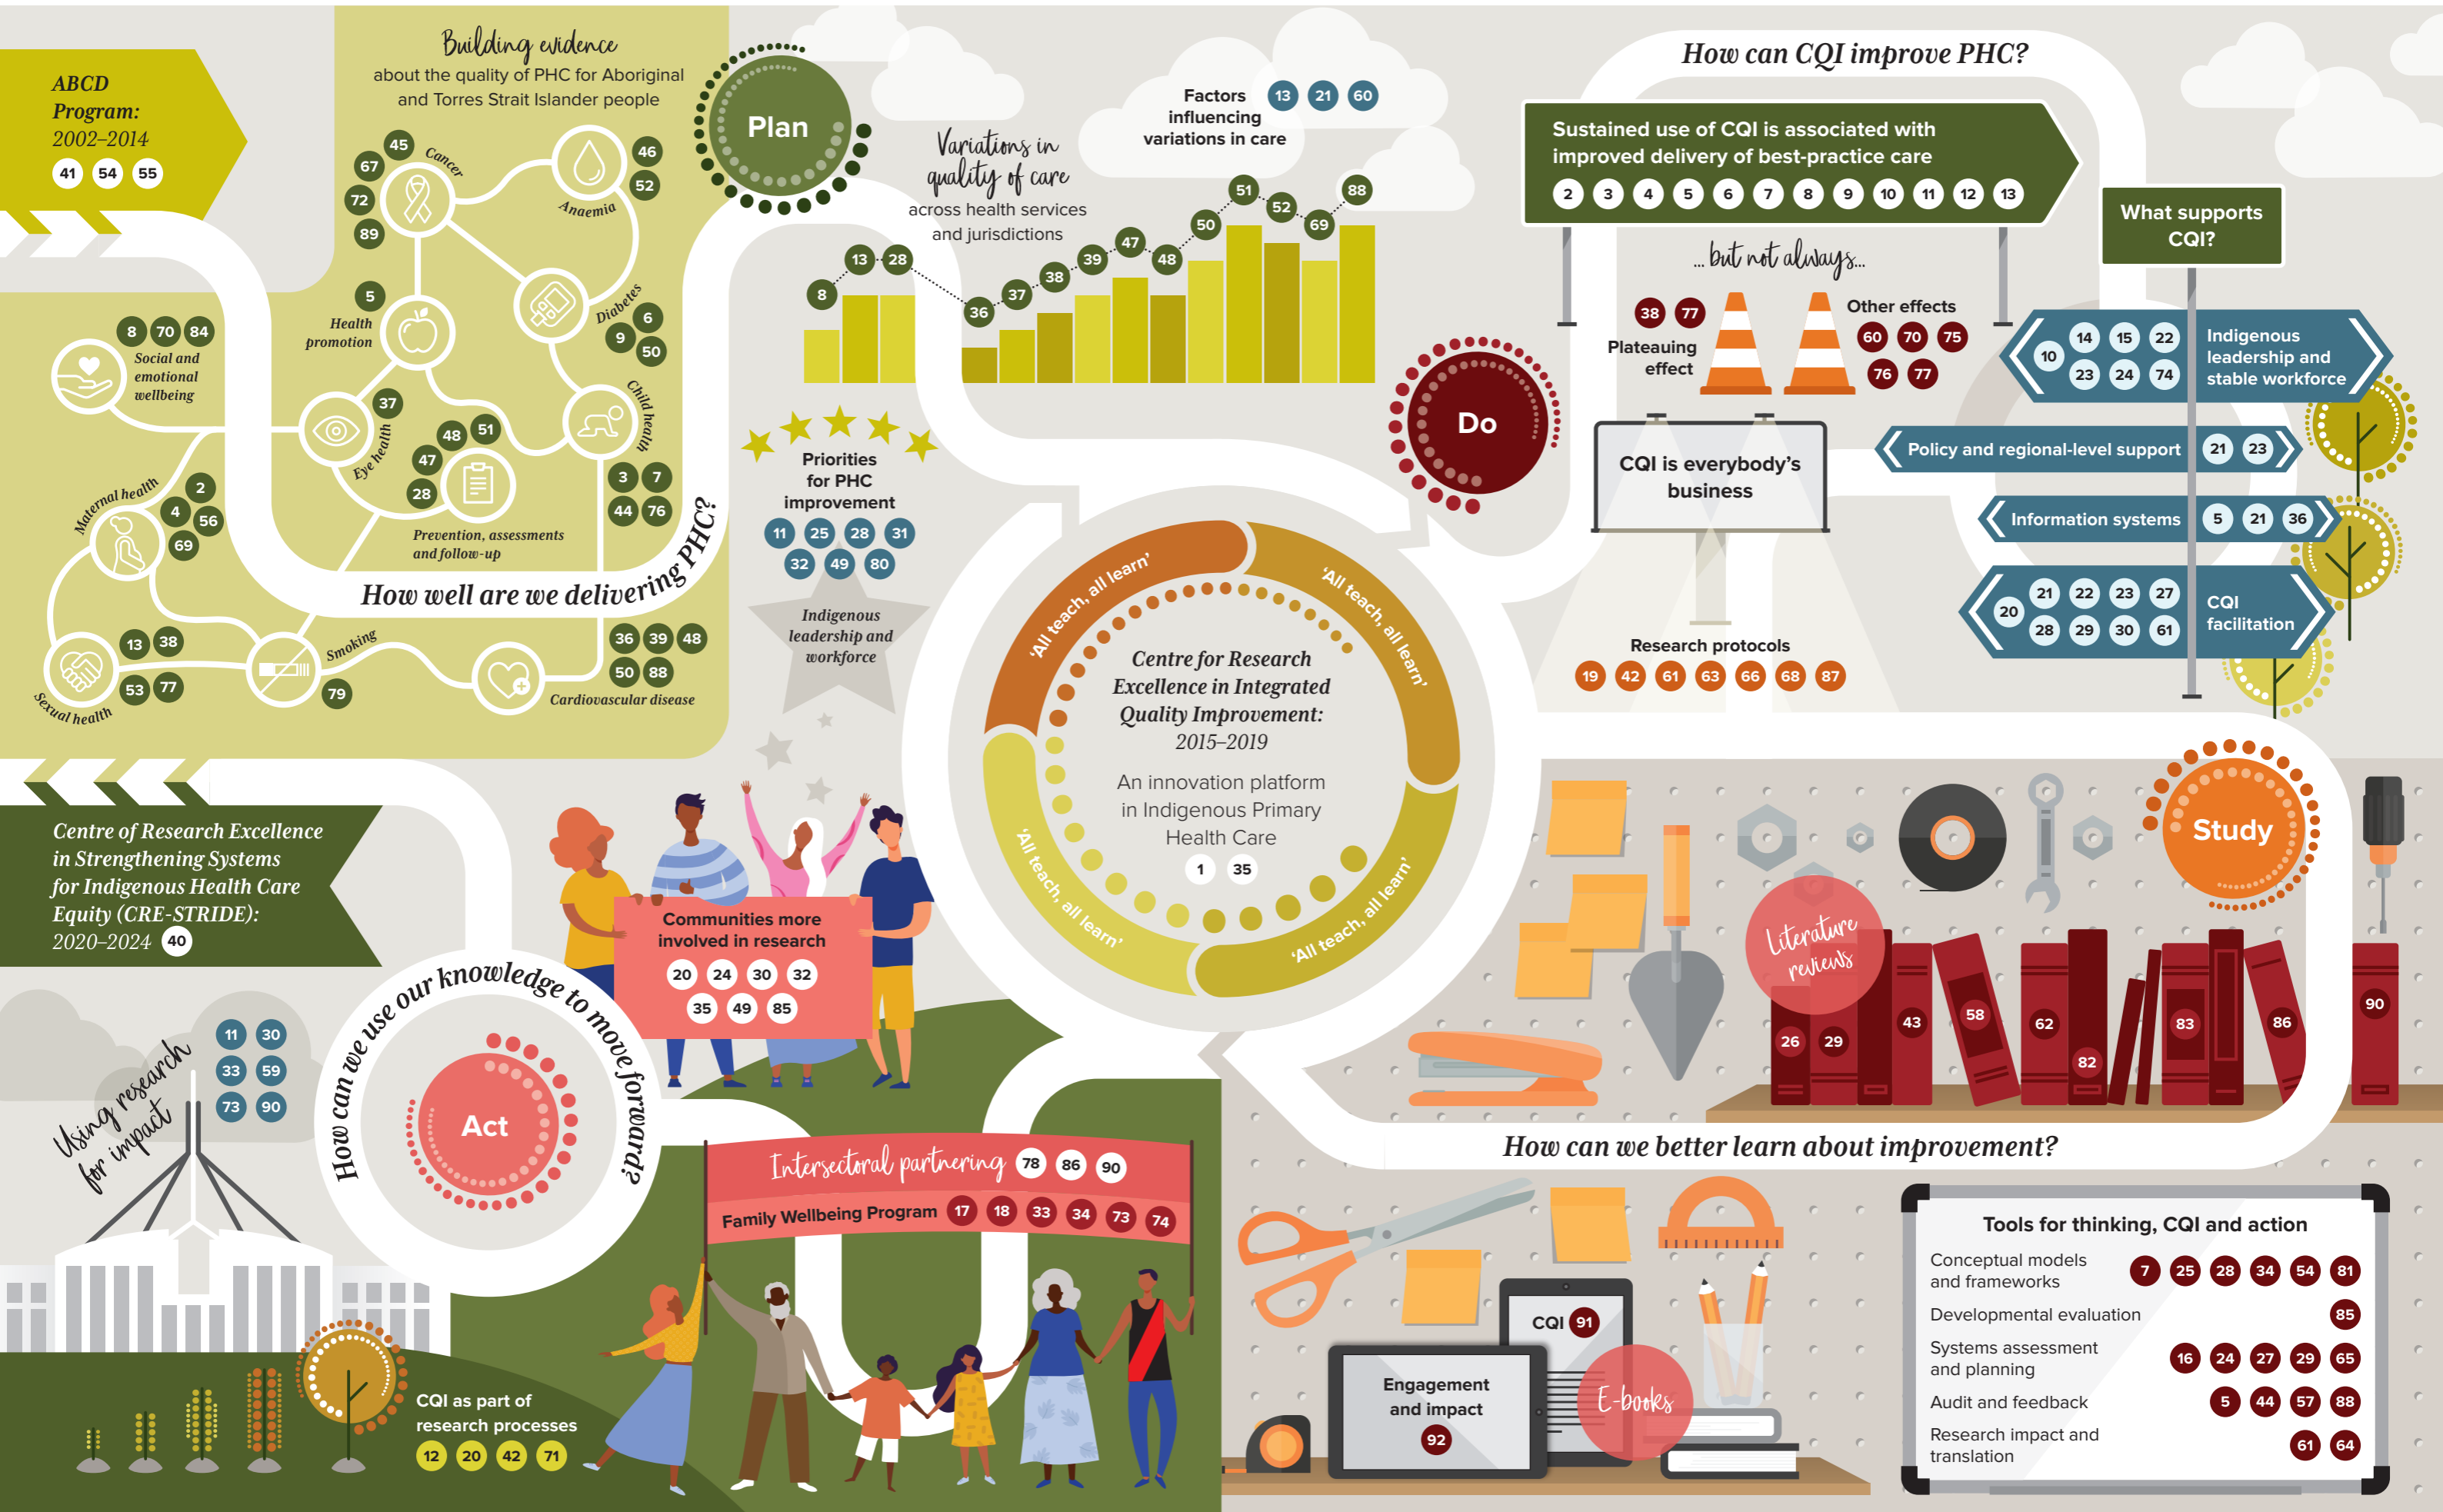 ABCD
Program:
2002–2014
41 54 55
Building evidence
about the quality of PHC for Aboriginal
and Torres Strait Islander people
45
67
72
89
Cancer
46
52
Anaemia
5
Health
promotion
Diabetes
6
9
50
8 70 84
Social and
emotional
wellbeing
37
Eye health
48 51
47
28
Prevention, assessments
and follow-up
Child health
3 7
44 76
Maternal health
2
4
56
69
How well are we delivering PHC?
13 38
53 77
Sexual health
Smoking
79
36 39 48
50 88
Cardiovascular disease
Plan
Variations in
quality of care
across health services
and jurisdictions
Factors
influencing
variations in care
13 21 60
8 13 28 36 37 38 39 47 48 50 51 52 69 88
Priorities
for PHC
improvement
11 25 28 31
32 49 80
Indigenous
leadership and
workforce
Do
How can CQI improve PHC?
Sustained use of CQI is associated with
improved delivery of best-practice care
2 3 4 5 6 7 8 9 10 11 12 13
... but not always...
38 77
Plateauing
effect
Other effects
60 70 75
76 77
CQI is everybody's
business
Research protocols
19 42 61 63 66 68 87
What supports
CQI?
10
14 15 22
23 24 74
Indigenous
leadership and
stable workforce
Policy and regional-level support 21 23
Information systems 5 21 36
20
21 22 23 27
28 29 30 61
CQI
facilitation
'All teach, all learn'
'All teach, all learn'
'All teach, all learn'
'All teach, all learn'
Centre for Research
Excellence in Integrated
Quality Improvement:
2015–2019
An innovation platform
in Indigenous Primary
Health Care
1 35
Study
Literature
reviews
26 29 43 58 62 82 83 86 90
How can we better learn about improvement?
Centre of Research Excellence
in Strengthening Systems
for Indigenous Health Care
Equity (CRE-STRIDE):
2020–2024 40
Communities more
involved in research
20 24 30 32
35 49 85
How can we use our knowledge to move forward?
Act
Using research
for impact
11 30
33 59
73 90
Intersectoral partnering 78 86 90
Family Wellbeing Program 17 18 33 34 73 74
CQI as part of
research processes
12 20 42 71
CQI 91
Engagement
and impact
92
E-books
Tools for thinking, CQI and action
Conceptual models
and frameworks
7 25 28 34 54 81
Developmental evaluation 85
Systems assessment
and planning
16 24 27 29 65
Audit and feedback 5 44 57 88
Research impact and
translation
61 64